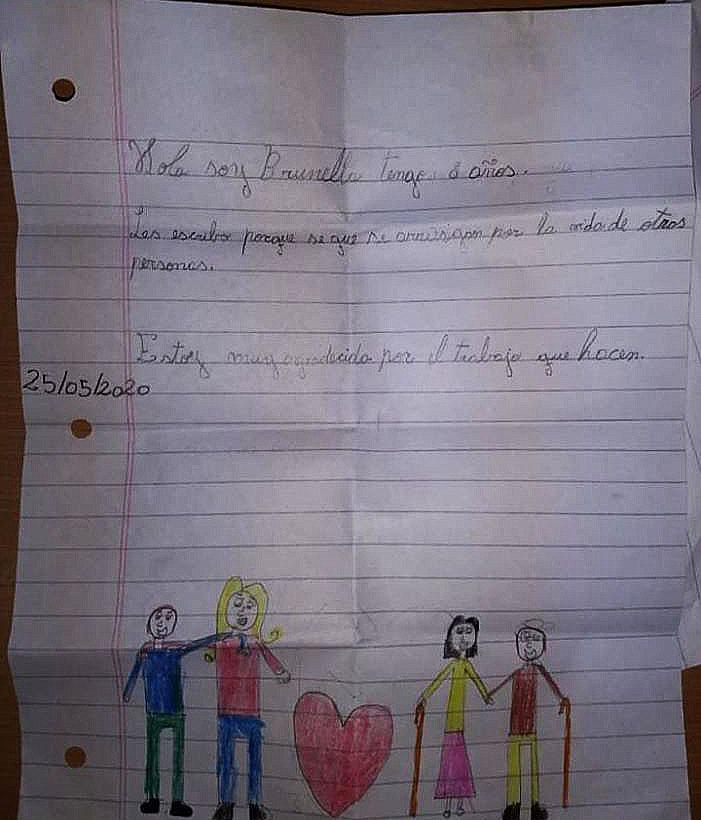 Hola soy Brunella tengo 8 años.
Les escribo porque se que se arriesgan por la vida de otras
personas.
Estoy muy agradecida por el trabajo que hacen.
25/05/2020